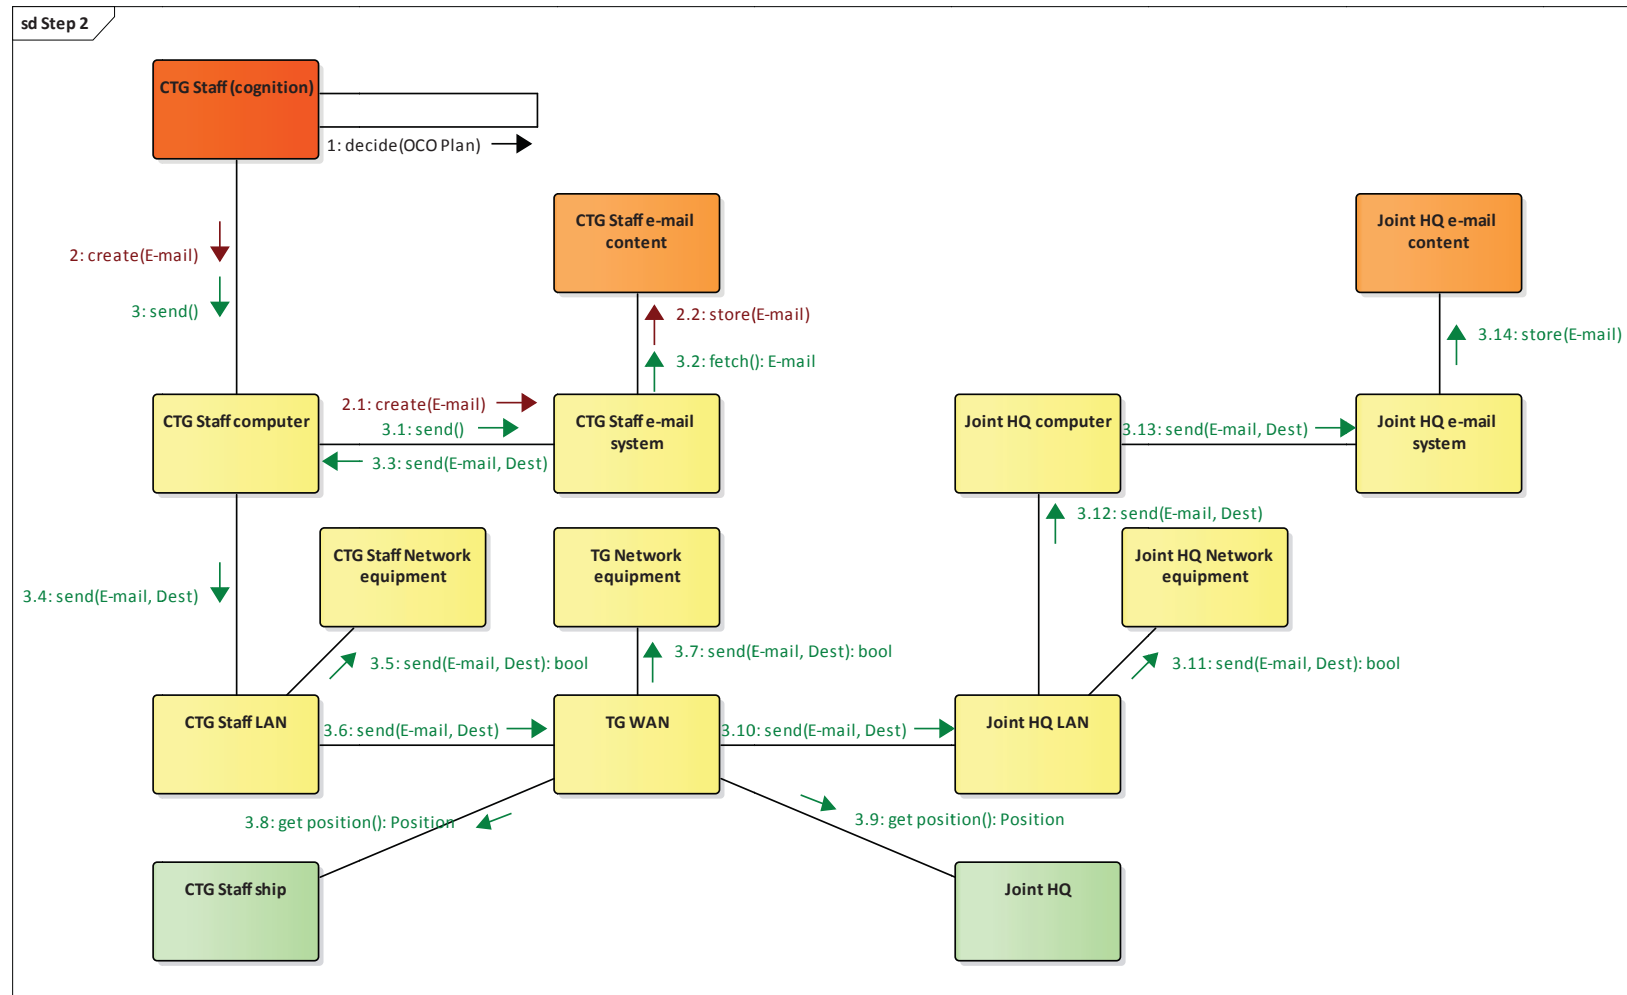 sd Step 2
CTG Staff (cognition)
1: decide(OCO Plan)
CTG Staff e-mail
content
Joint HQ e-mail
content
2: create(E-mail)
3: send()
2.2: store(E-mail)
3.2: fetch(): E-mail
3.14: store(E-mail)
CTG Staff computer
2.1: create(E-mail)
3.1: send()
3.3: send(E-mail, Dest)
CTG Staff e-mail
system
Joint HQ computer
3.13: send(E-mail, Dest)
Joint HQ e-mail
system
3.12: send(E-mail, Dest)
CTG Staff Network
equipment
TG Network
equipment
Joint HQ Network
equipment
3.4: send(E-mail, Dest)
3.5: send(E-mail, Dest): bool
3.7: send(E-mail, Dest): bool
3.11: send(E-mail, Dest): bool
CTG Staff LAN
3.6: send(E-mail, Dest)
TG WAN
3.10: send(E-mail, Dest)
Joint HQ LAN
3.8: get position(): Position
3.9: get position(): Position
CTG Staff ship
Joint HQ